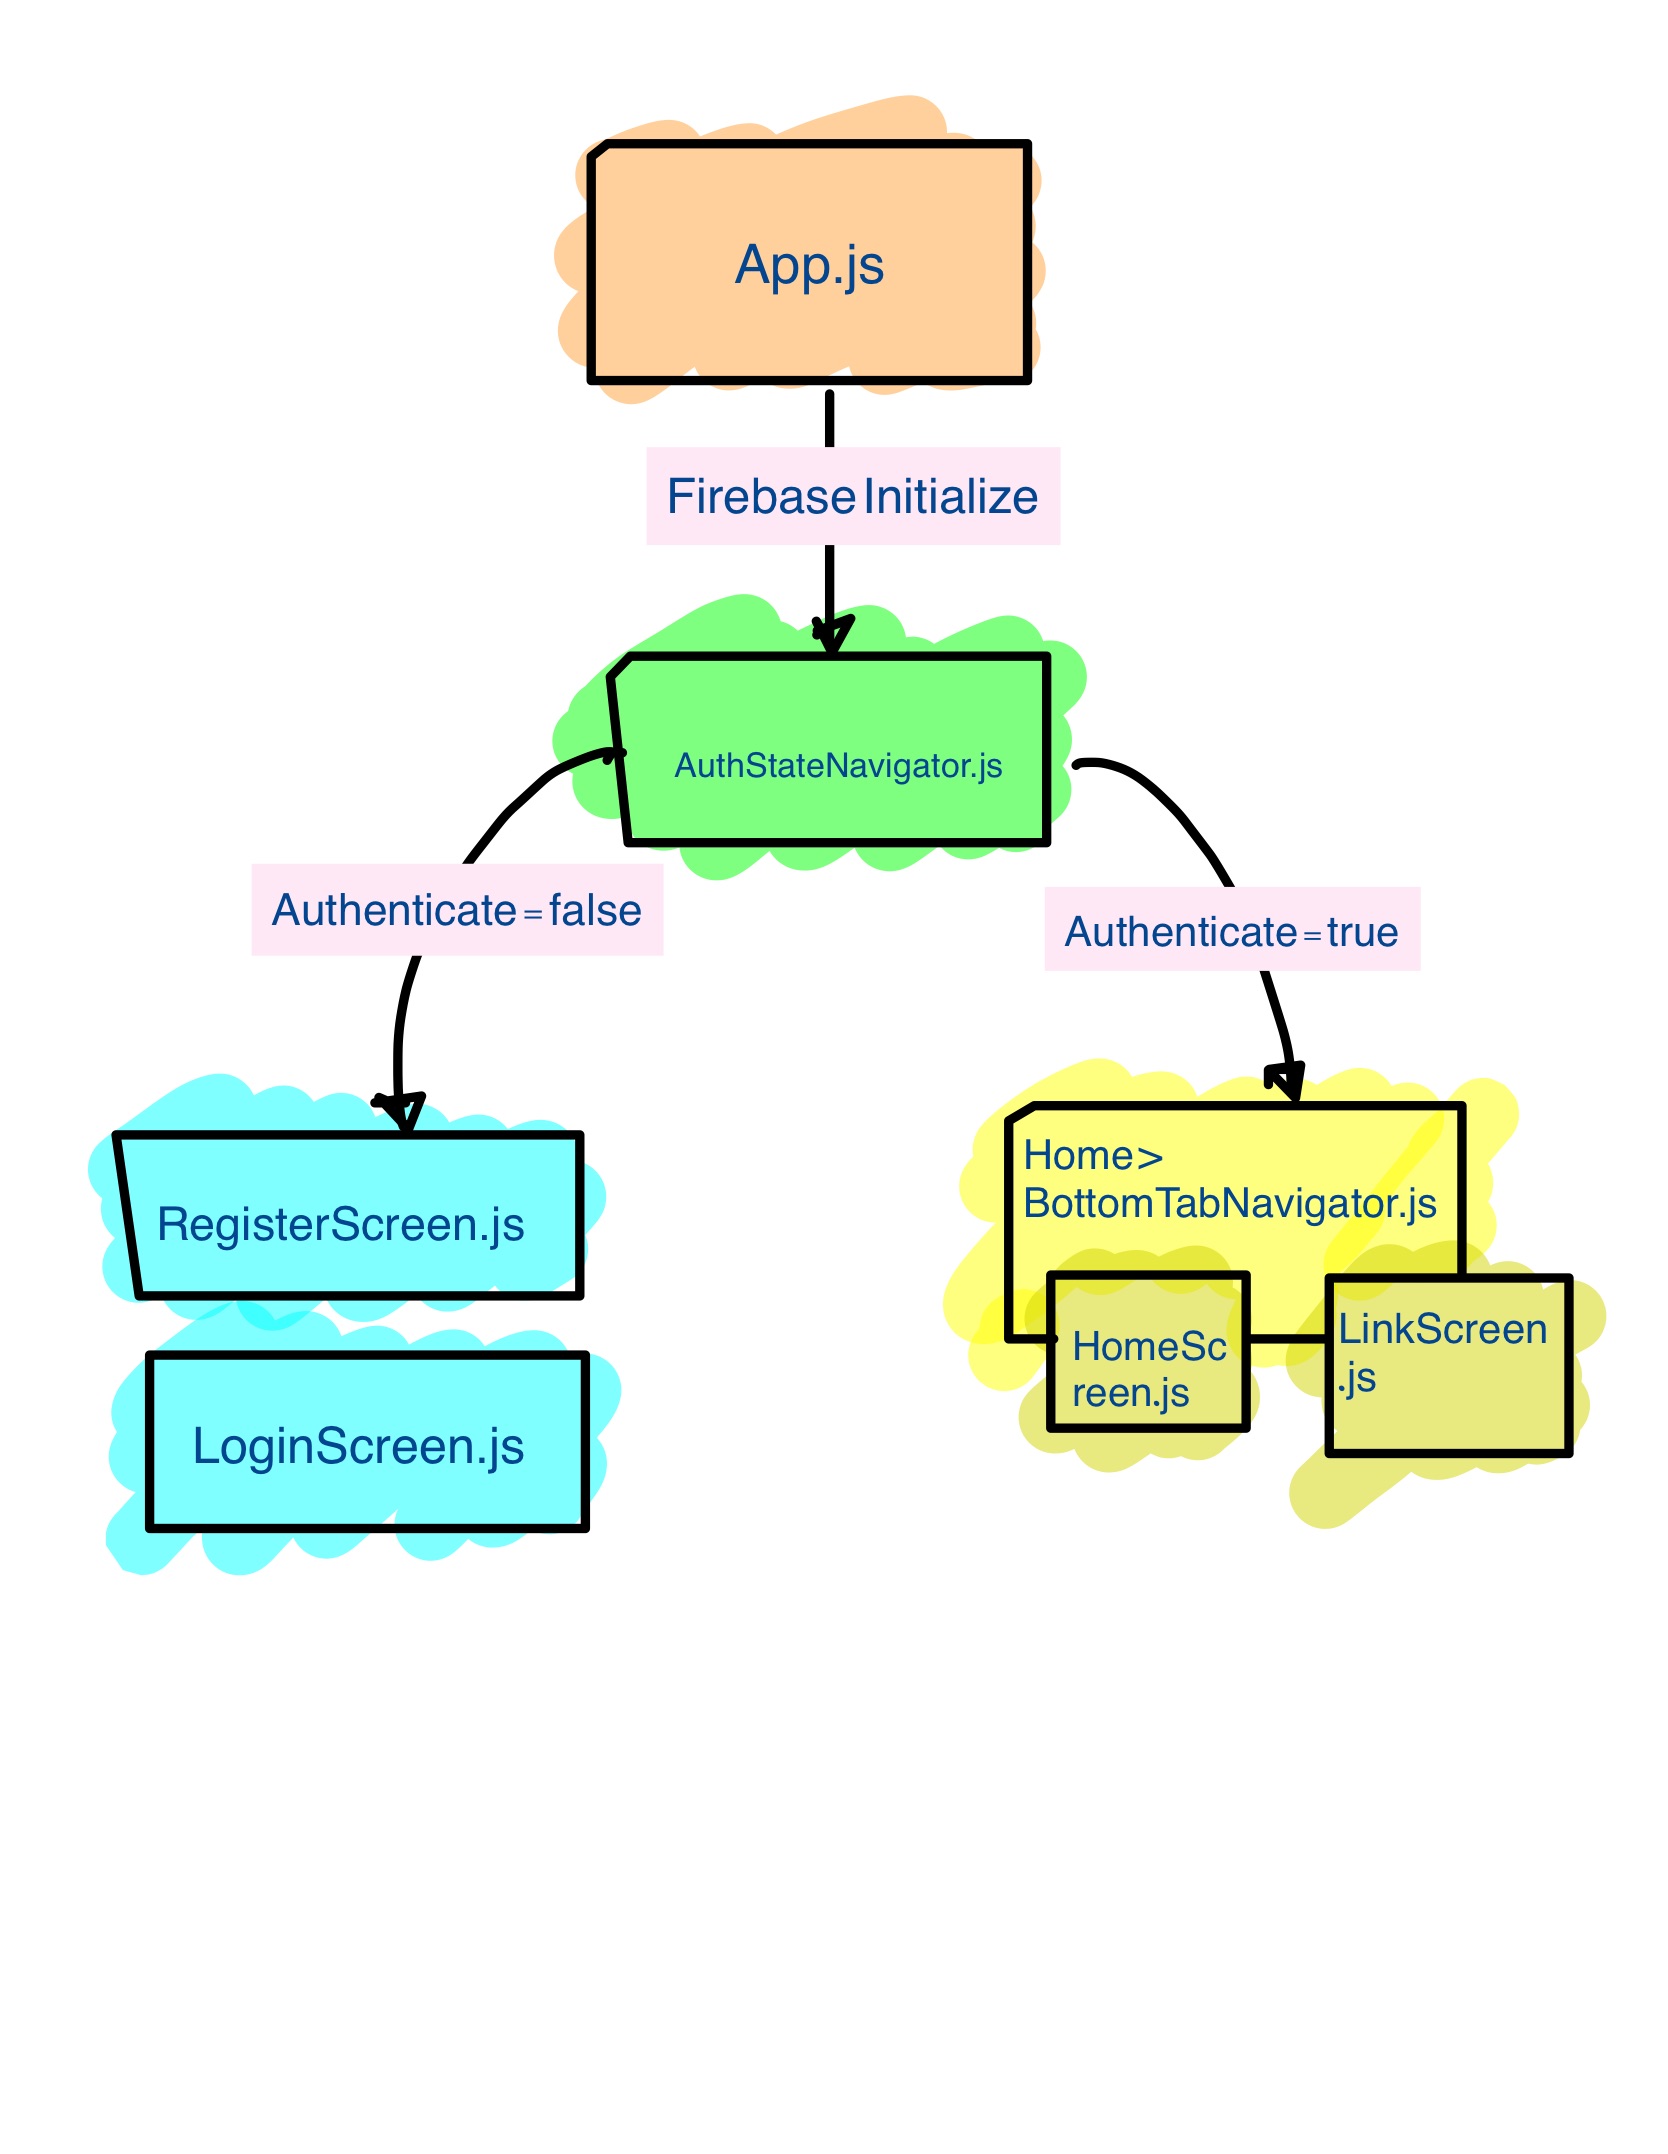 App.js
Firebase Initialize
AuthStateNavigator.js
Authenticate = false
Authenticate = true
RegisterScreen.js
LoginScreen.js
Home >
BottomTabNavigator.js
HomeSc
reen.js
LinkScreen
.js